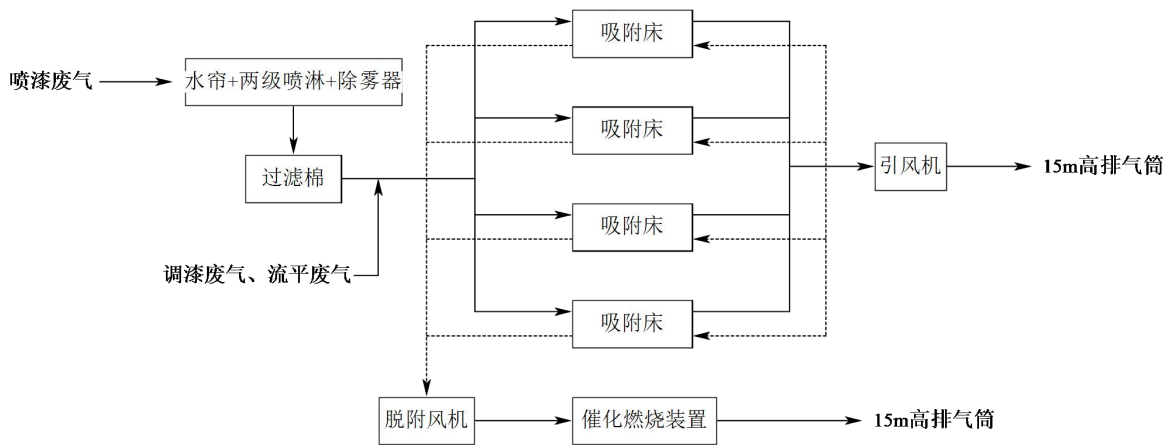 吸附床
喷漆废气
水帘+两级喷淋+除雾器
吸附床
过滤棉
引风机
15m高排气筒
吸附床
调漆废气、流平废气
吸附床
脱附风机
催化燃烧装置
15m高排气筒